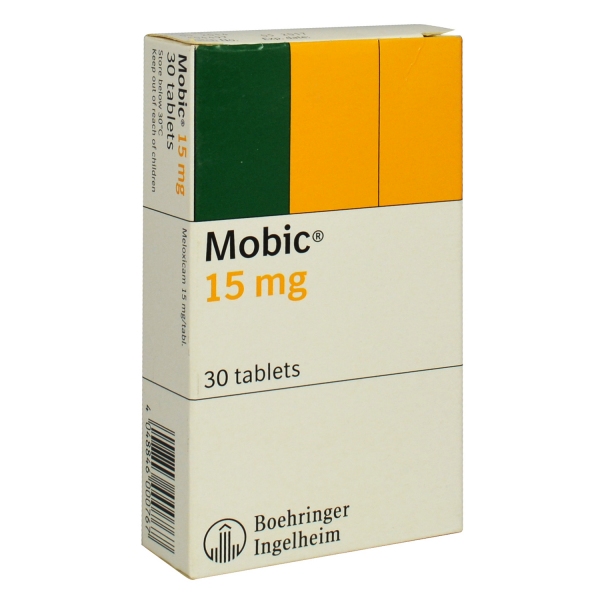 Mobic®
15 mg
30 tablets
Boehringer
Ingelheim
Mobic® 15 mg
30 tablets
Store below 30°C
Keep out of reach of children
Meloxicam 15 mg/tabl.